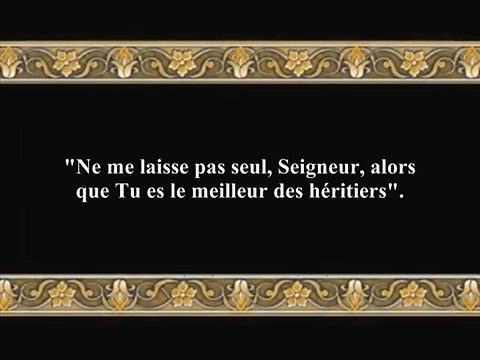 "Ne me laisse pas seul, Seigneur, alors
que Tu es le meilleur des héritiers".